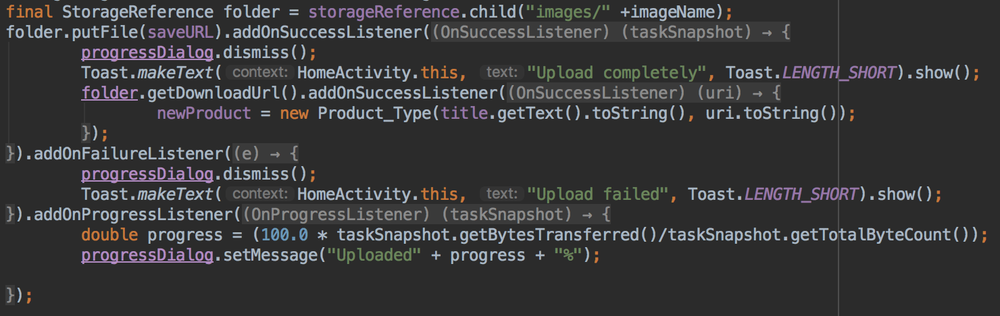 final StorageReference folder = storageReference.child("images/" +imageName);
folder.putFile(saveURL).addOnSuccessListener((OnSuccessListener) (taskSnapshot) → {
progressDialog.dismiss();
Toast.makeText( context: HomeActivity.this, text: "Upload completely", Toast.LENGTH_SHORT).show();
folder.getDownloadUrl().addOnSuccessListener((OnSuccessListener) (uri) → {
newProduct = new Product_Type(title.getText().toString(), uri.toString());
});
}).addOnFailureListener((e) → {
progressDialog.dismiss();
Toast.makeText( context: HomeActivity.this, text: "Upload failed", Toast.LENGTH_SHORT).show();
}).addOnProgressListener((OnProgressListener) (taskSnapshot) → {
double progress = (100.0 * taskSnapshot.getBytesTransferred()/taskSnapshot.getTotalByteCount());
progressDialog.setMessage("Uploaded" + progress + "%");
});